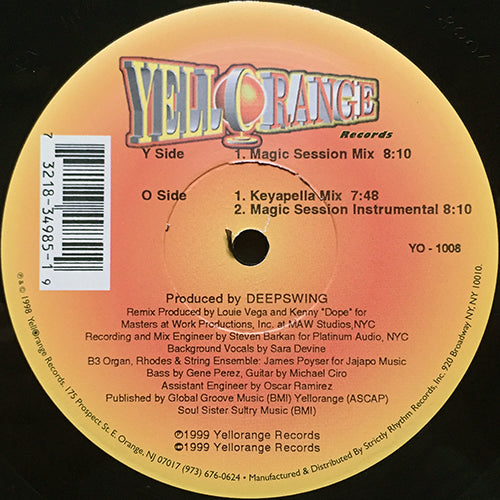 YELLORANGE
Records
Y Side 1. Magic Session Mix 8:10
O Side 1. Keyapella Mix 7:48
2. Magic Session Instrumental 8:10
YO - 1008
7 3218-34985-1 9
Produced by DEEPSWING
Remix Produced by Louie Vega and Kenny "Dope" for
Masters at Work Productions, Inc. at MAW Studios,NYC
Recording and Mix Engineer by Steven Barkan for Platinum Audio, NYC
Background Vocals by Sara Devine
B3 Organ, Rhodes & String Ensemble: James Poyser for Jajapo Music
Bass by Gene Perez, Guitar by Michael Ciro
Assistant Engineer by Oscar Ramirez
Published by Global Groove Music (BMI) Yellorange (ASCAP)
Soul Sister Sultry Music (BMI)
℗1999 Yellorange Records
©1999 Yellorange Records
℗ & © 1998 YellOrange Records, 175 Prospect St. E. Orange, NJ 07017 (973) 676-0624 • Manufactured & Distributed By Strictly Rhythm Records, Inc. 920 Broadway NY, NY 10010.